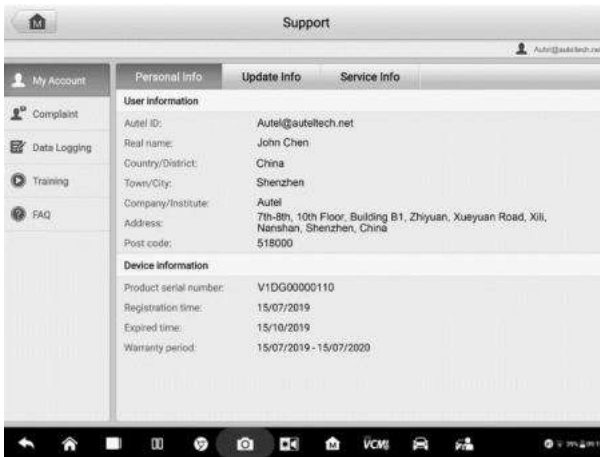 M
Support
Autel@auteltech.net
My Account
Complaint
Data Logging
Training
FAQ
Personal Info
Update Info
Service Info
User information
Autel ID: Autel@auteltech.net
Real name: John Chen
Country/District: China
Town/City: Shenzhen
Company/Institute: Autel
Address: 7th-8th, 10th Floor, Building B1, Zhiyuan, Xueyuan Road, Xili,
Nanshan, Shenzhen, China
Post code: 518000
Device information
Product serial number: V1DG00000110
Registration time: 15/07/2019
Expired time: 15/10/2019
Warranty period: 15/07/2019 - 15/07/2020
M
VCMI